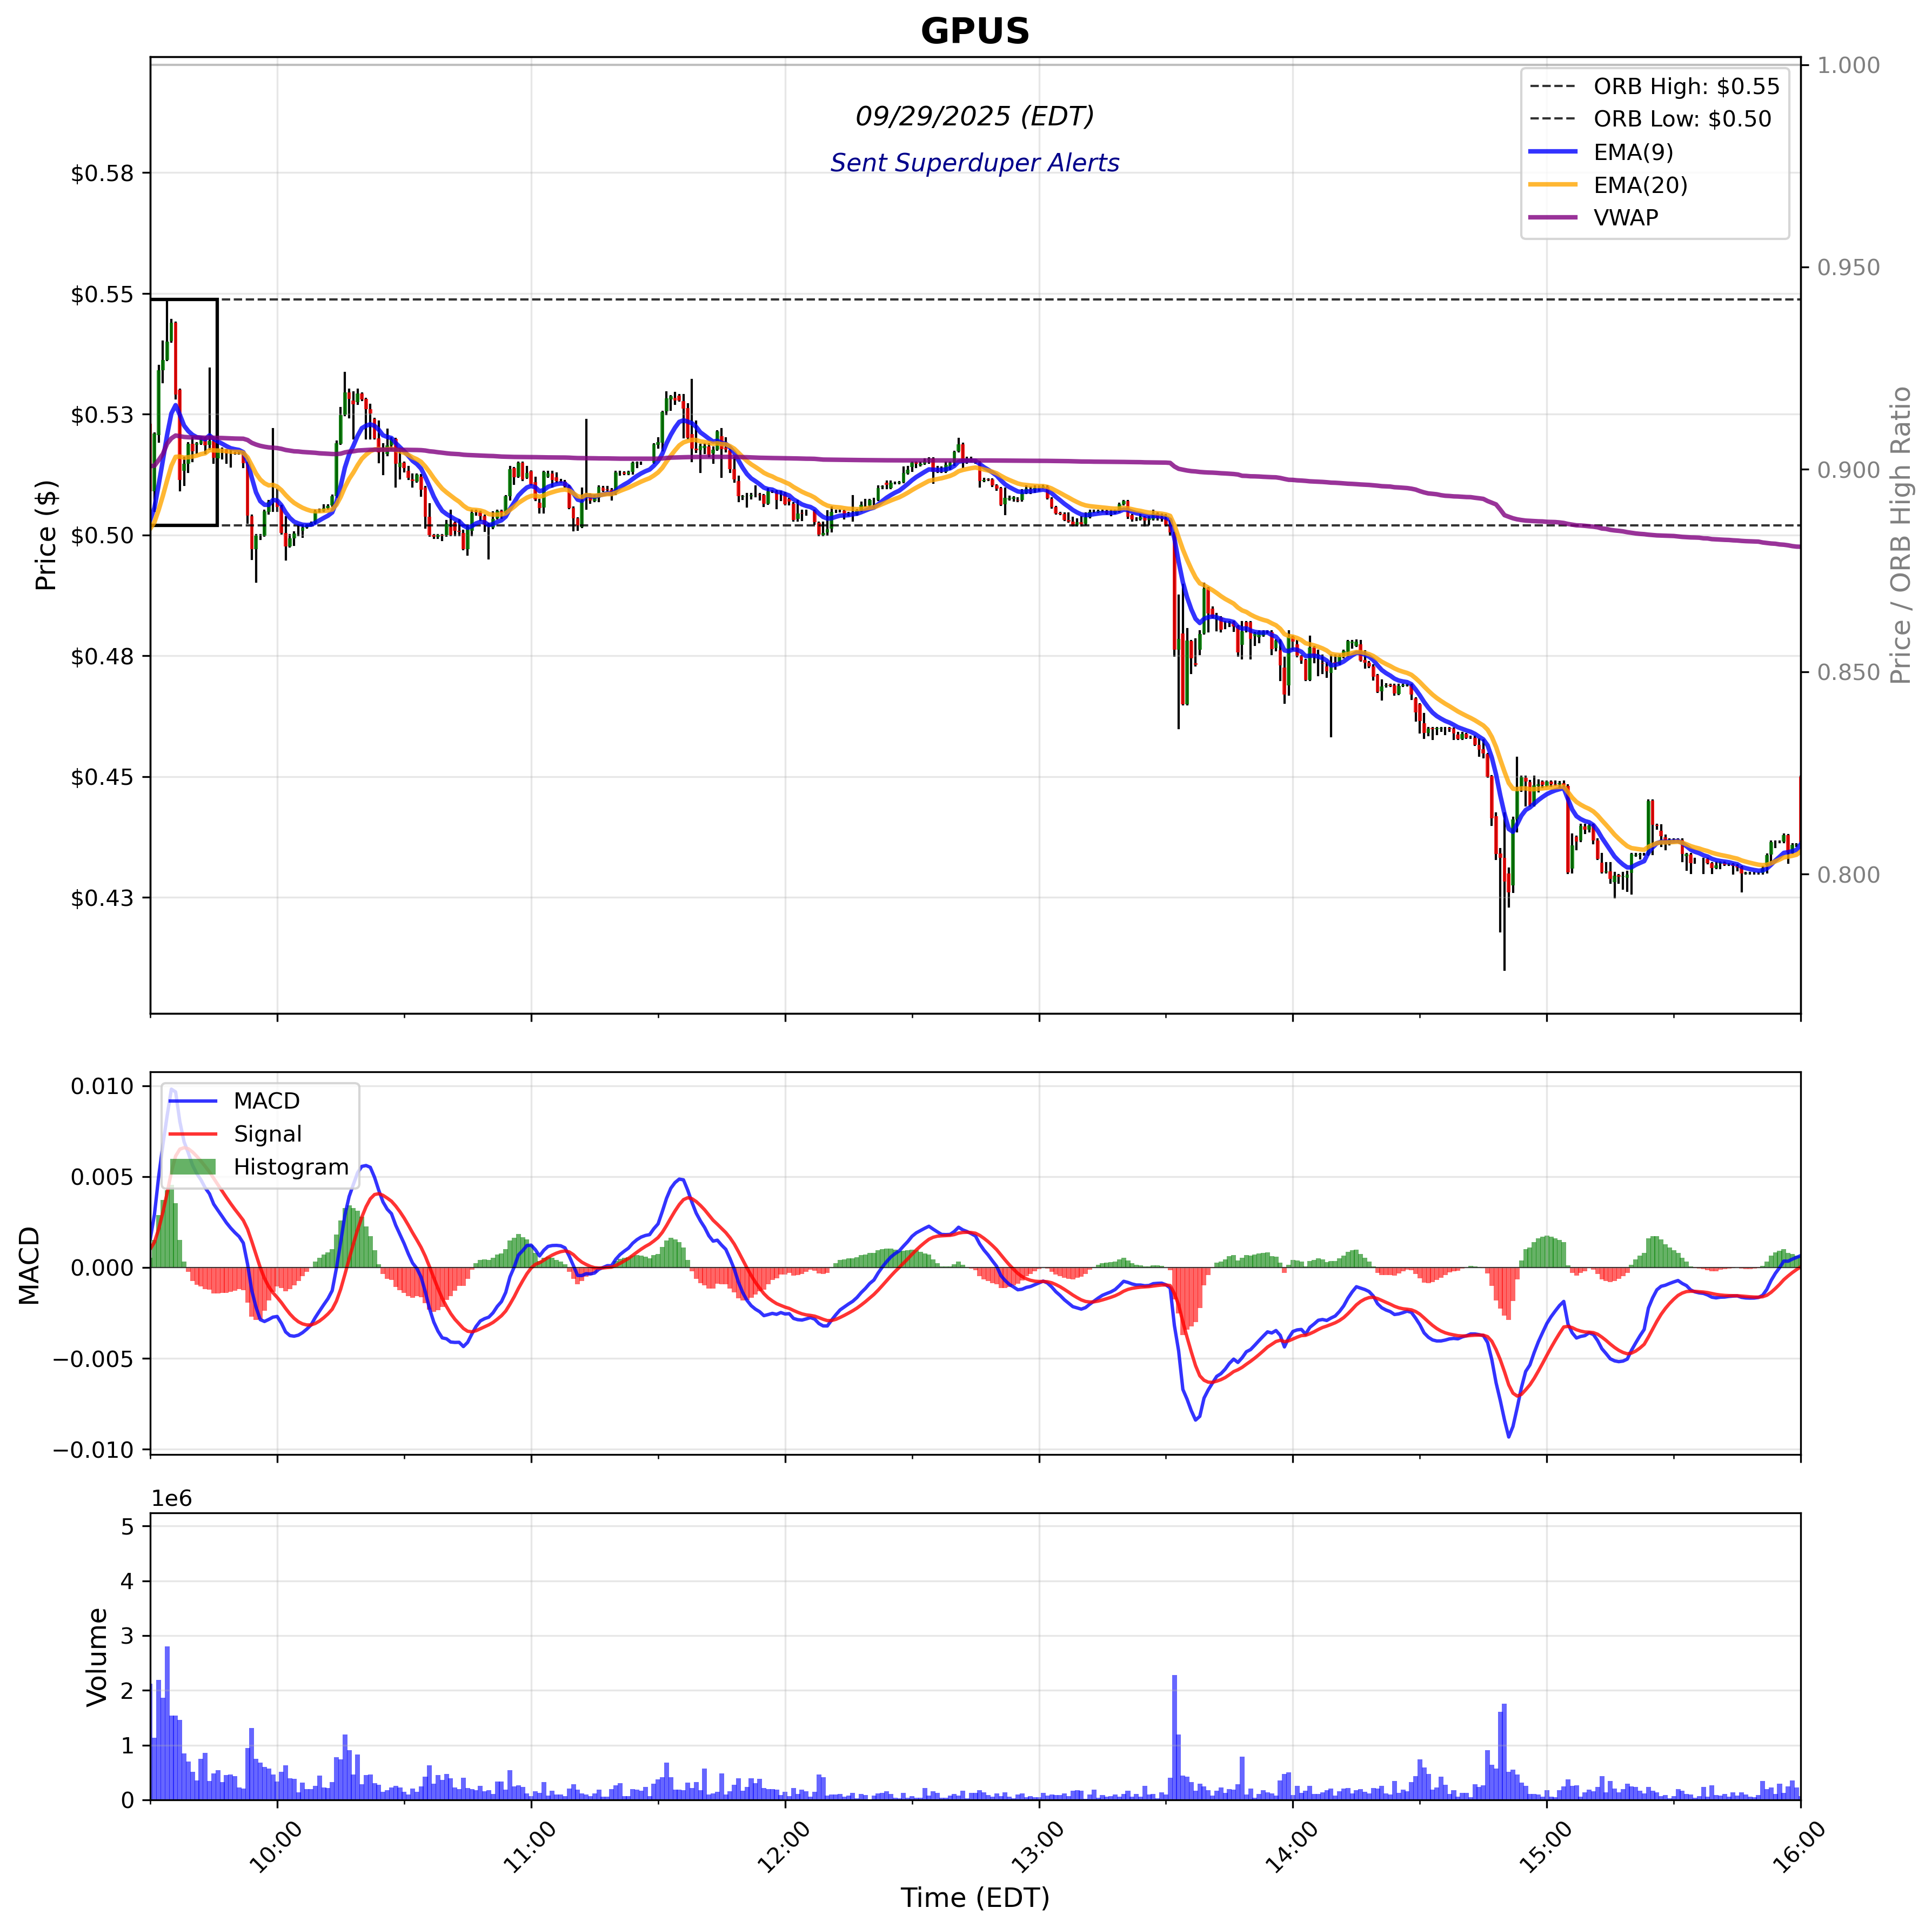 GPUS
09/29/2025 (EDT)
Sent Superduper Alerts
ORB High: $0.55
ORB Low: $0.50
EMA(9)
EMA(20)
VWAP
$0.58
$0.55
$0.53
$0.50
$0.48
$0.45
$0.43
Price ($)
1.000
0.950
0.900
0.850
0.800
Price / ORB High Ratio
MACD
Signal
Histogram
0.010
0.005
0.000
−0.005
−0.010
MACD
1e6
5
4
3
2
1
0
Volume
10:00
11:00
12:00
13:00
14:00
15:00
16:00
Time (EDT)